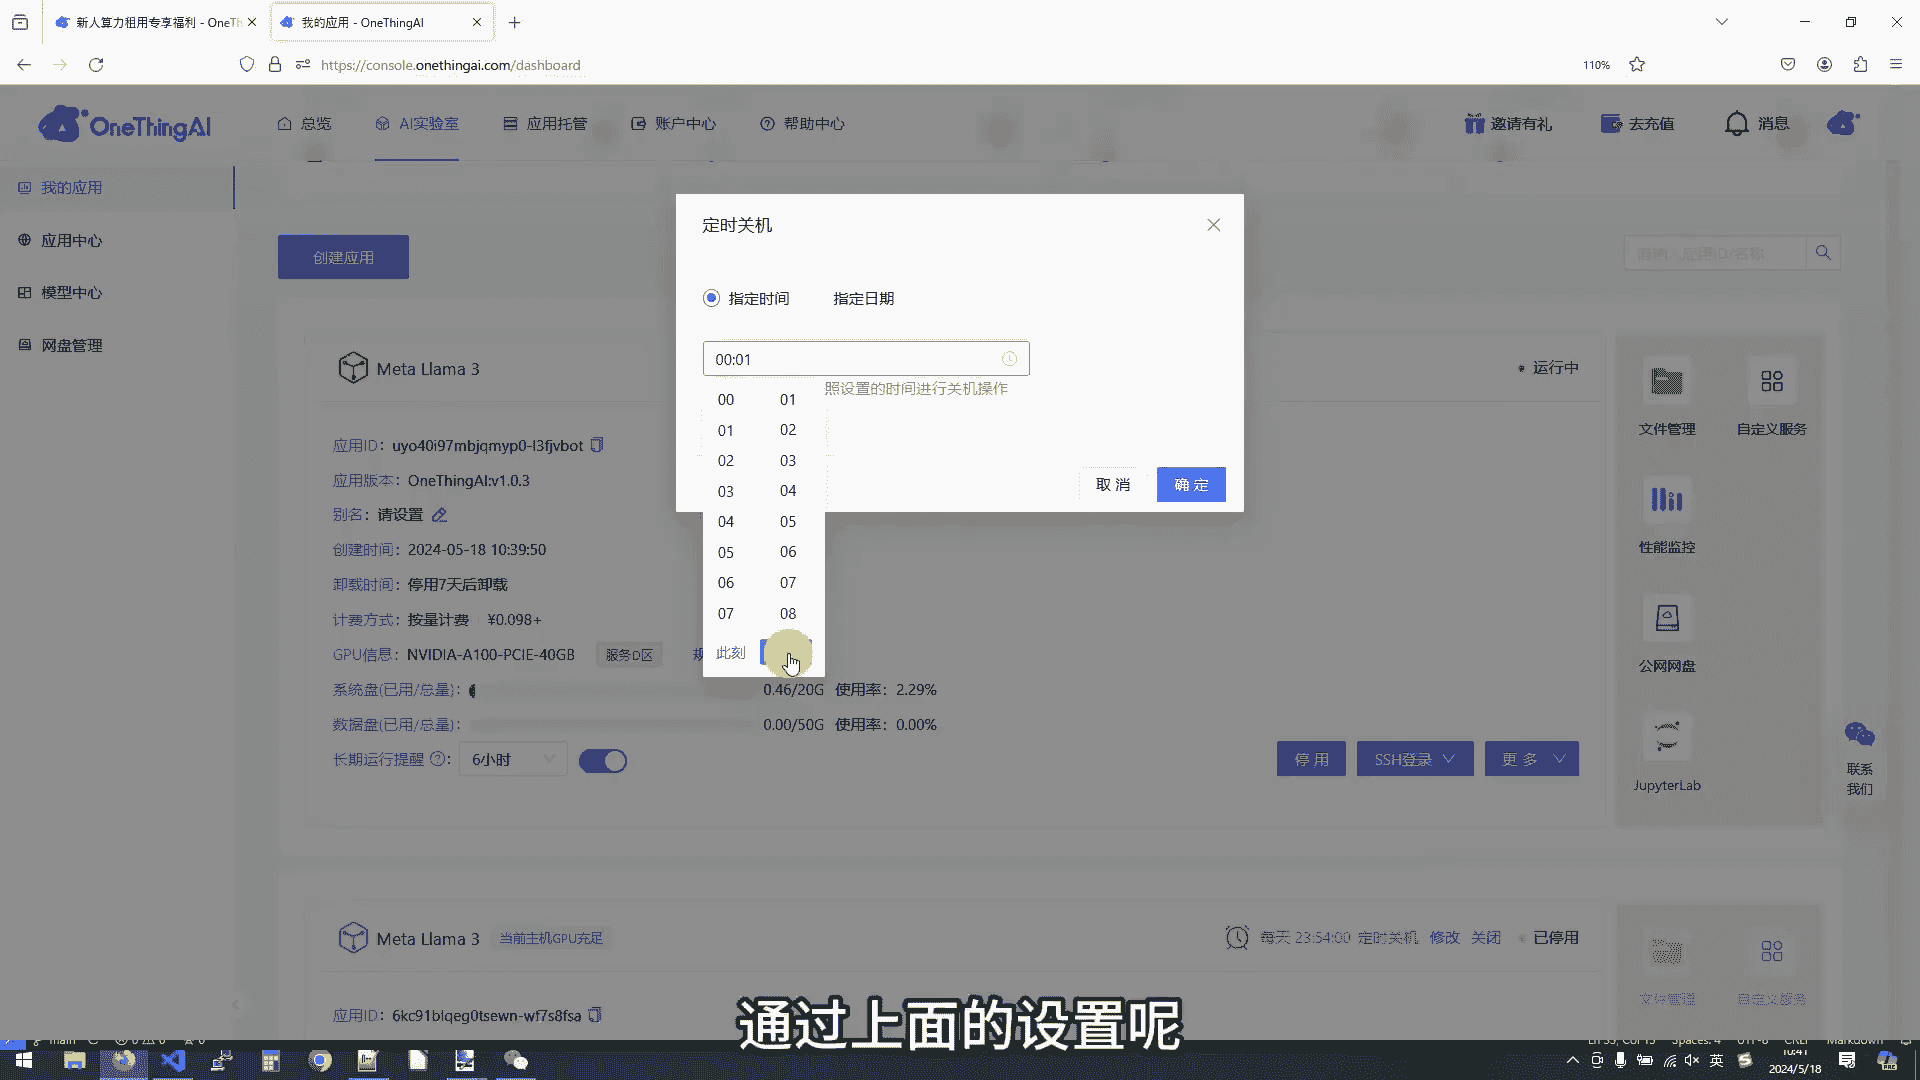 新人算力租用专享福利 - OneTh
我的应用 - OneThingAI
https://console.onethingai.com/dashboard
110%
OneThingAI
总览
AI实验室
应用托管
账户中心
帮助中心
邀请有礼
去充值
消息
我的应用
应用中心
模型中心
网盘管理
创建应用
定时关机
指定时间
指定日期
00:01
照设置的时间进行关机操作
00 01
01 02
02 03
03 04
04 05
05 06
06 07
07 08
此刻
取 消
确 定
Meta Llama 3
运行中
应用ID：uyo40i97mbjqmyp0-l3fjvbot
应用版本：OneThingAI:v1.0.3
别名：请设置
创建时间：2024-05-18 10:39:50
卸载时间：停用7天后卸载
计费方式：按量计费 ¥0.098+
GPU信息：NVIDIA-A100-PCIE-40GB 服务D区 规
系统盘(已用/总量)：0.46/20G 使用率：2.29%
数据盘(已用/总量)：0.00/50G 使用率：0.00%
长期运行提醒 ? ：6小时
停 用
SSH登录
更 多
文件管理
自定义服务
性能监控
公网网盘
JupyterLab
联系
我们
Meta Llama 3
当前主机GPU充足
每天 23:54:00 定时关机 修改 关闭
已停用
应用ID：6kc91blqeg0tsewn-wf7s8fsa
文件管理
自定义服务
通过上面的设置呢
main
Markdown
英
10:41
2024/5/18